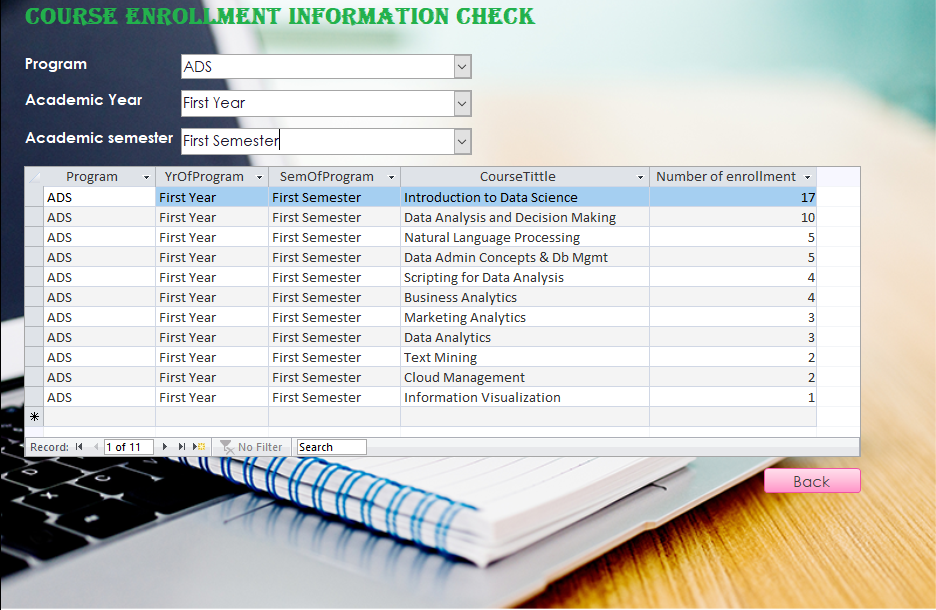 COURSE ENROLLMENT INFORMATION CHECK
Program ADS
Academic Year First Year
Academic semester First Semester
Program YrOfProgram SemOfProgram CourseTittle Number of enrollment
ADS First Year First Semester Introduction to Data Science 17
ADS First Year First Semester Data Analysis and Decision Making 10
ADS First Year First Semester Natural Language Processing 5
ADS First Year First Semester Data Admin Concepts & Db Mgmt 5
ADS First Year First Semester Scripting for Data Analysis 4
ADS First Year First Semester Business Analytics 4
ADS First Year First Semester Marketing Analytics 3
ADS First Year First Semester Data Analytics 3
ADS First Year First Semester Text Mining 2
ADS First Year First Semester Cloud Management 2
ADS First Year First Semester Information Visualization 1
Record: 1 of 11 No Filter Search
Back